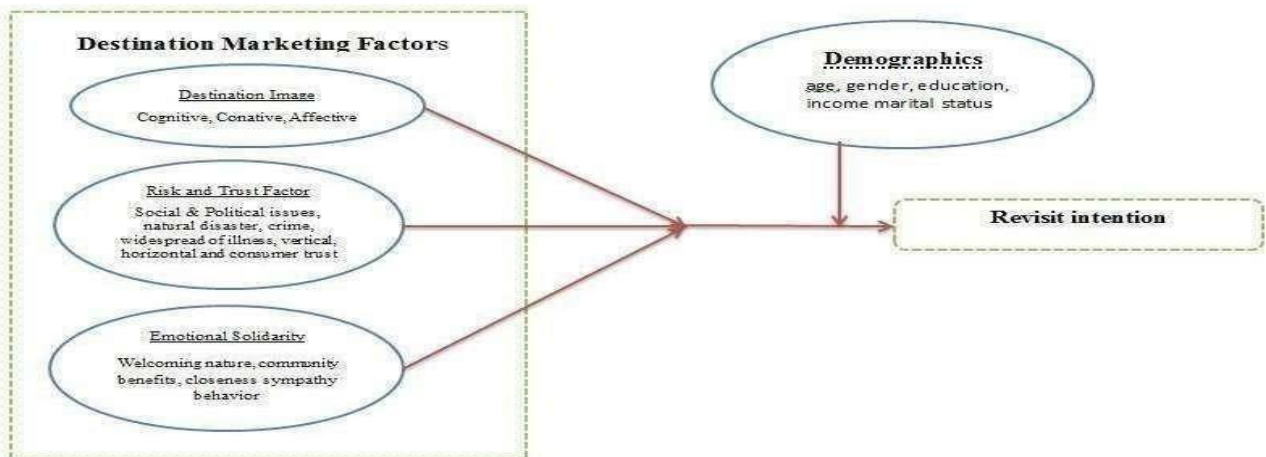 Destination Marketing Factors
Destination Image
Cognitive, Conative, Affective
Risk and Trust Factor
Social & Political issues,
natural disaster, crime,
widespread of illness, vertical,
horizontal and consumer trust
Emotional Solidarity
Welcoming nature, community
benefits, closeness sympathy
behavior
Demographics
age, gender, education,
income marital status
Revisit intention